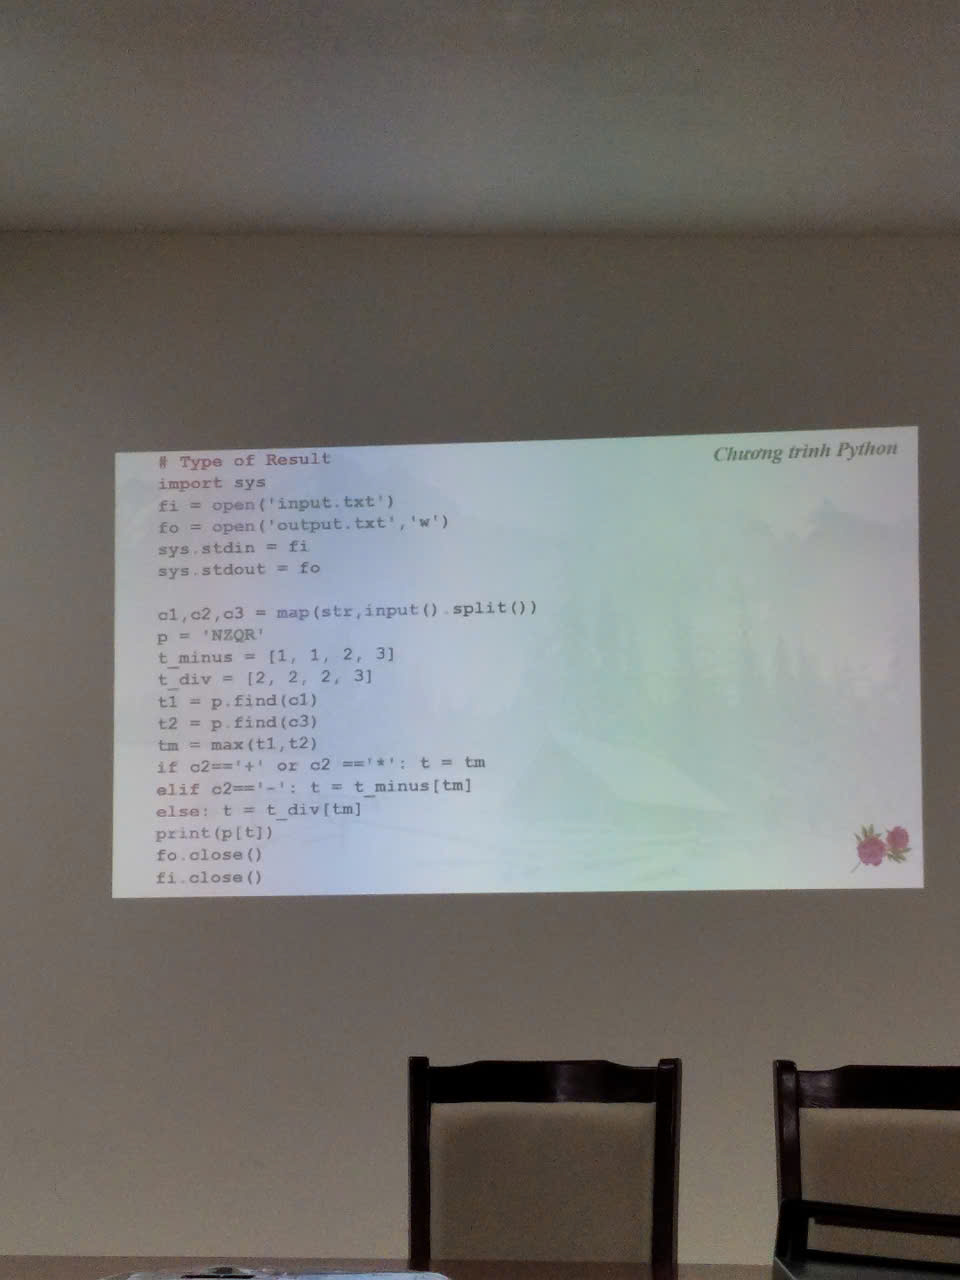 Chương trình Python
# Type of Result
import sys
fi = open('input.txt')
fo = open('output.txt','w')
sys.stdin = fi
sys.stdout = fo
c1,c2,c3 = map(str,input().split())
p = 'NZQR'
t_minus = [1, 1, 2, 3]
t_div = [2, 2, 2, 3]
t1 = p.find(c1)
t2 = p.find(c3)
tm = max(t1,t2)
if c2=='+' or c2 =='*': t = tm
elif c2=='-': t = t_minus[tm]
else: t = t_div[tm]
print(p[t])
fo.close()
fi.close()